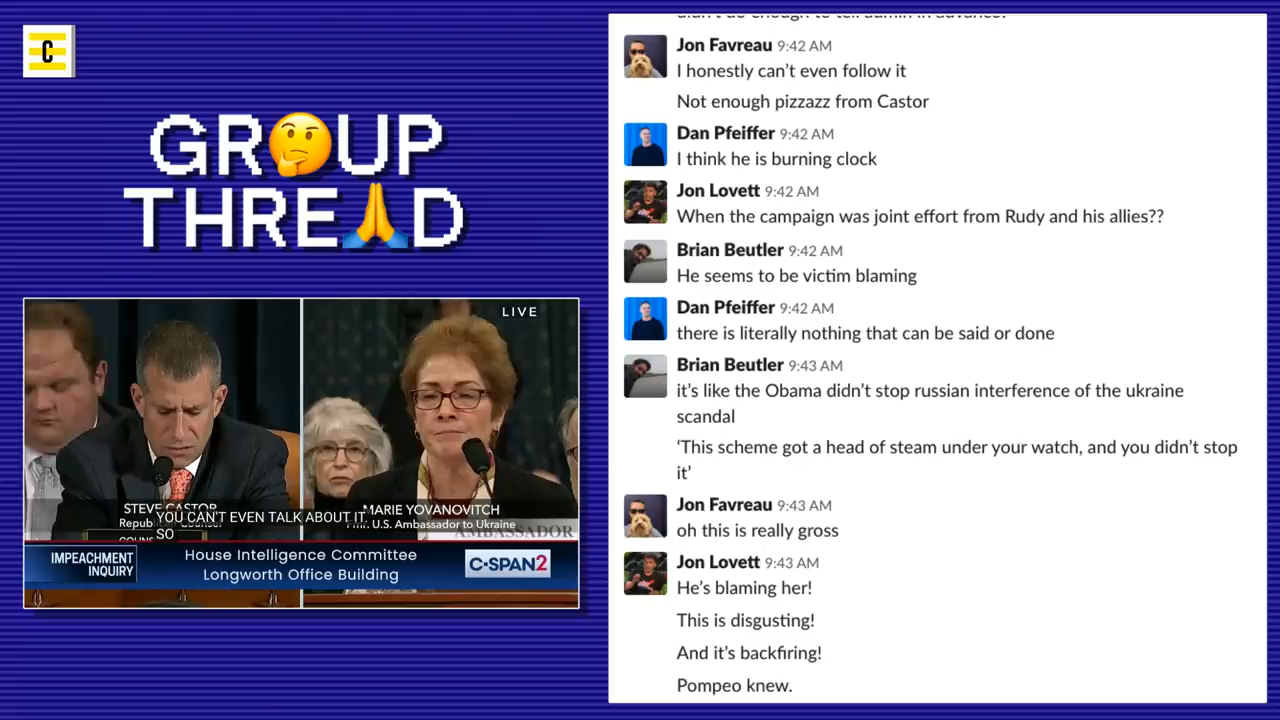 C
GR🤔UP
THRE🙏D
LIVE
STEVE CASTOR
Repub
YOU CAN'T EVEN TALK ABOUT IT.
SO
MARIE YOVANOVITCH
U.S. Ambassador to Ukraine
AMBASSADOR
IMPEACHMENT
INQUIRY
House Intelligence Committee
Longworth Office Building
C-SPAN2
Jon Favreau 9:42 AM
I honestly can't even follow it
Not enough pizzazz from Castor
Dan Pfeiffer 9:42 AM
I think he is burning clock
Jon Lovett 9:42 AM
When the campaign was joint effort from Rudy and his allies??
Brian Beutler 9:42 AM
He seems to be victim blaming
Dan Pfeiffer 9:42 AM
there is literally nothing that can be said or done
Brian Beutler 9:43 AM
it's like the Obama didn't stop russian interference of the ukraine
scandal
'This scheme got a head of steam under your watch, and you didn't stop
it'
Jon Favreau 9:43 AM
oh this is really gross
Jon Lovett 9:43 AM
He's blaming her!
This is disgusting!
And it's backfiring!
Pompeo knew.